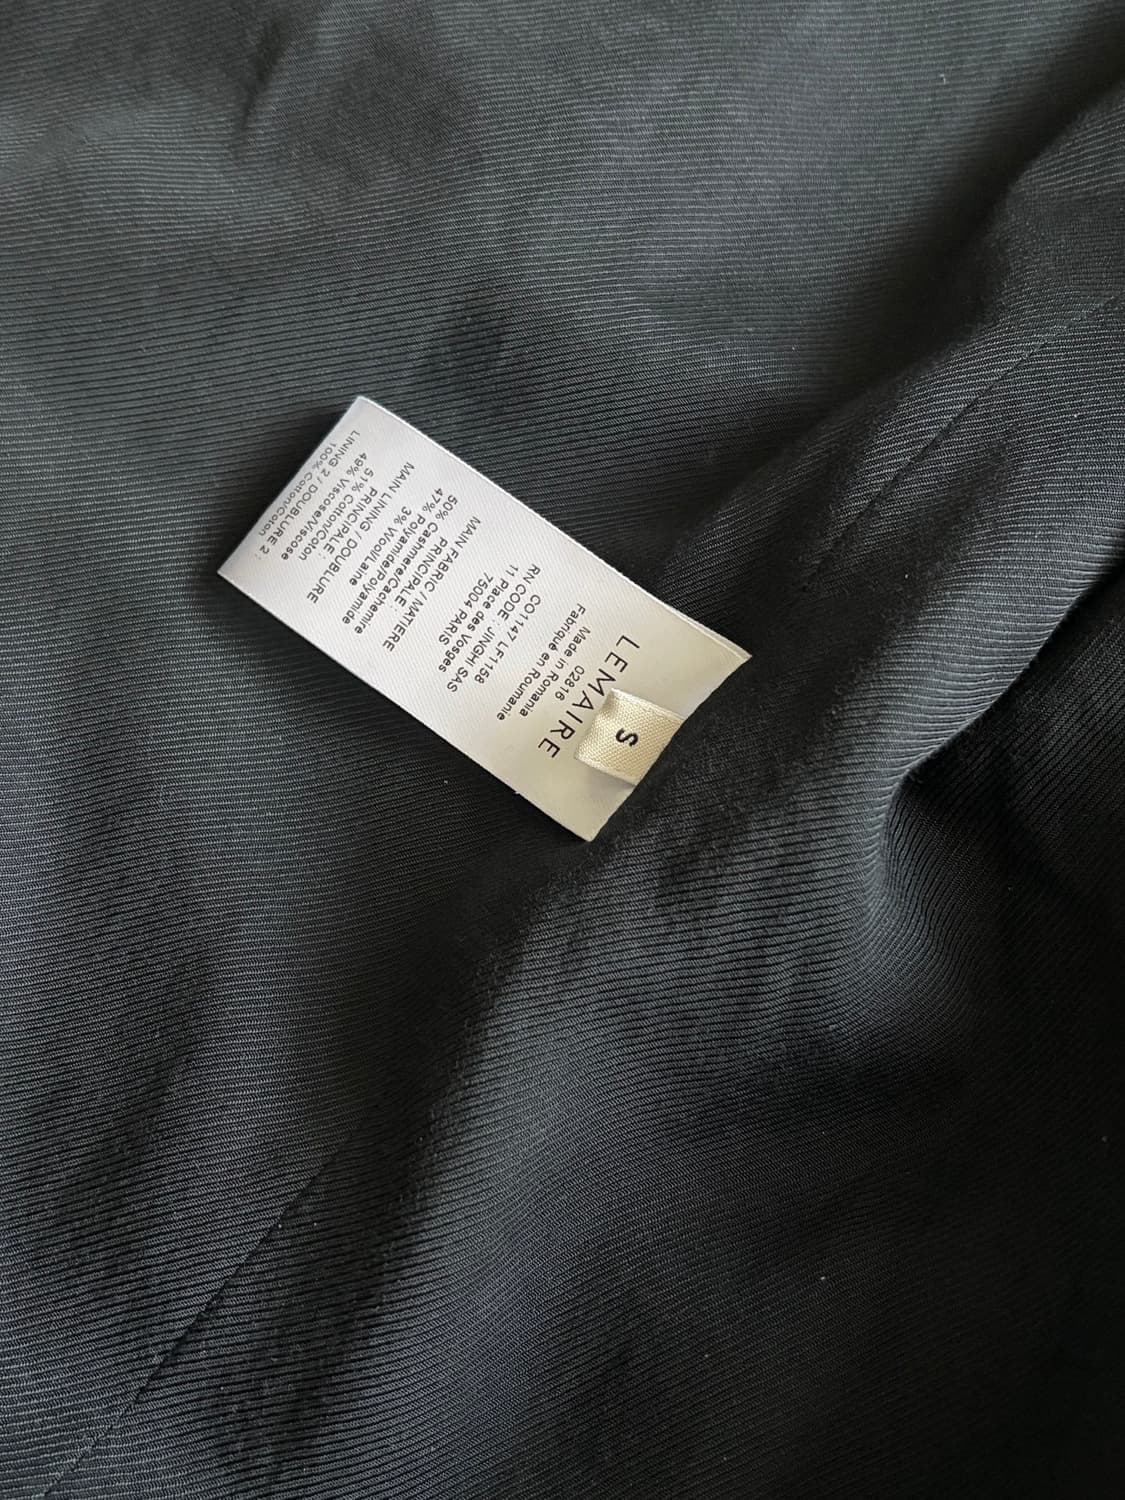 S
LEMAIRE
02816
Made in Romania
Fabriqué en Roumanie
CO1147 LF1158
RN CODE : JINGHI SAS
11 Place des Vosges
75004 PARIS
MAIN FABRIC / MATIERE
PRINCIPALE
50% Cashmere/Cachemire
47% Polyamide/Polyamide
3% Wool/Laine
MAIN LINING / DOUBLURE
PRINCIPALE
51% Cotton/Coton
49% Viscose/Viscose
LINING 2 / DOUBLURE 2 :
100% Cotton/Coton